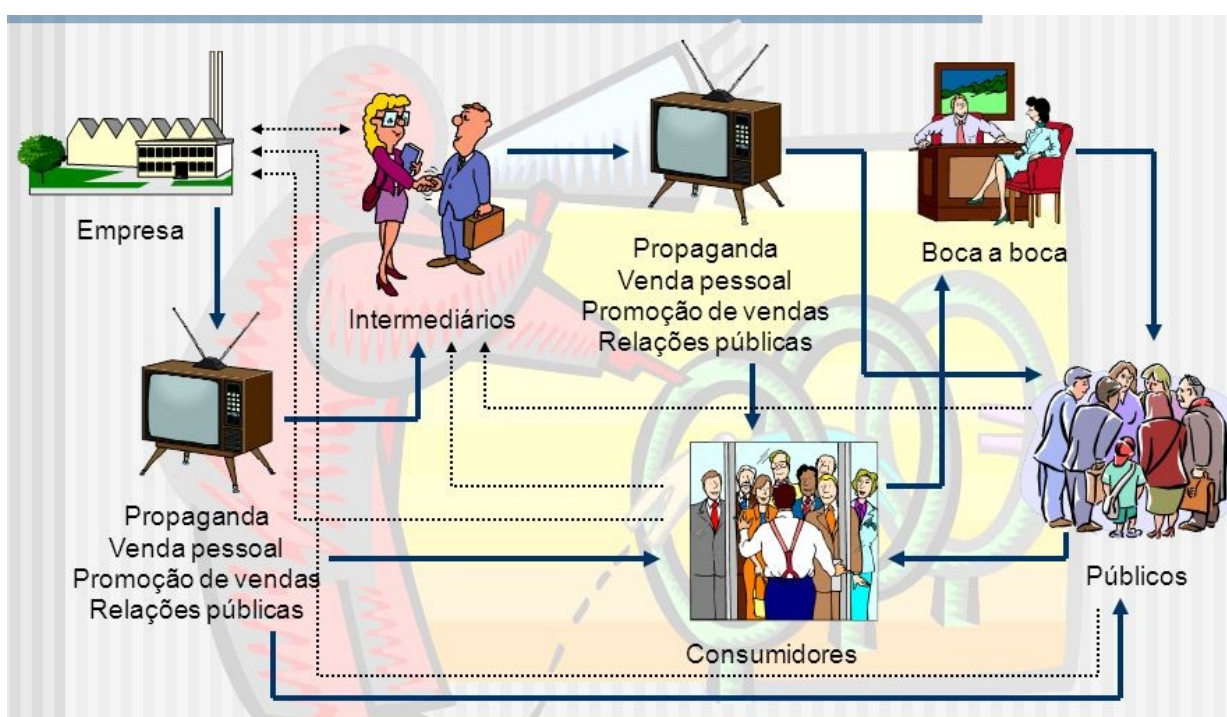 Empresa
Intermediários
Propaganda
Venda pessoal
Promoção de vendas
Relações públicas
Boca a boca
Propaganda
Venda pessoal
Promoção de vendas
Relações públicas
Consumidores
Públicos